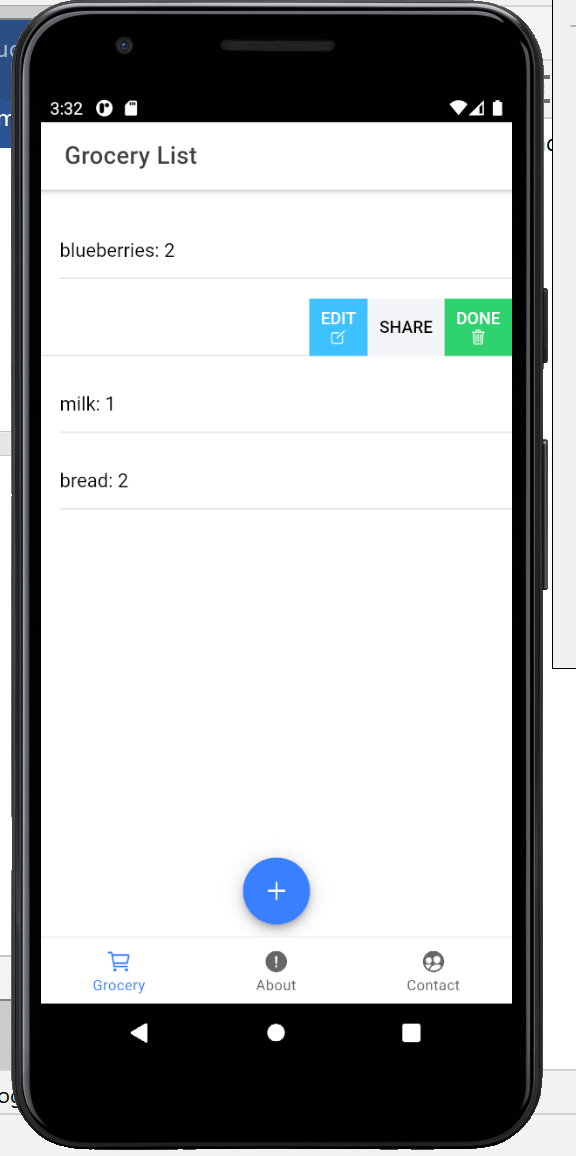 3:32
Grocery List
blueberries: 2
EDIT SHARE DONE
milk: 1
bread: 2
Grocery About Contact